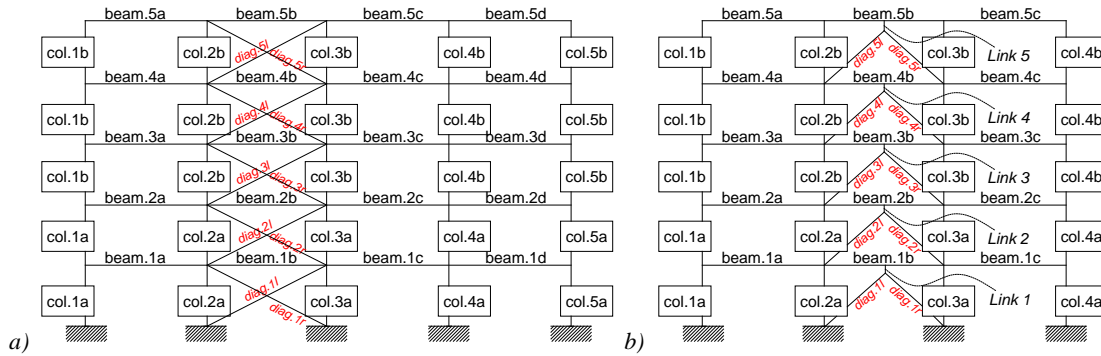 beam.5a beam.5b beam.5c beam.5d
col.1b col.2b diag.5l diag.5r col.3b col.4b col.5b
beam.4a beam.4b beam.4c beam.4d
col.1b col.2b diag.4l diag.4r col.3b col.4b col.5b
beam.3a beam.3b beam.3c beam.3d
col.1b col.2b diag.3l diag.3r col.3b col.4b col.5b
beam.2a beam.2b beam.2c beam.2d
col.1a col.2a diag.2l diag.2r col.3a col.4a col.5a
beam.1a beam.1b beam.1c beam.1d
col.1a col.2a diag.1l diag.1r col.3a col.4a col.5a
a)
beam.5a beam.5b beam.5c
col.1b col.2b diag.5l diag.5r col.3b Link 5 col.4b
beam.4a beam.4b beam.4c
col.1b col.2b diag.4l diag.4r col.3b Link 4 col.4b
beam.3a beam.3b beam.3c
col.1b col.2b diag.3l diag.3r col.3b Link 3 col.4b
beam.2a beam.2b beam.2c
col.1a col.2a diag.2l diag.2r col.3a Link 2 col.4a
beam.1a beam.1b beam.1c
col.1a col.2a diag.1l diag.1r col.3a Link 1 col.4a
b)